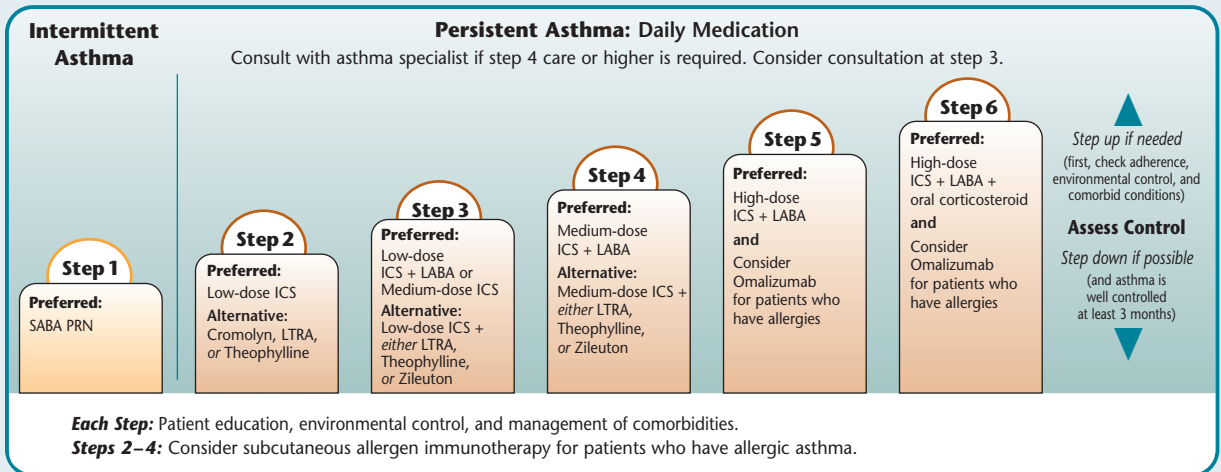 Intermittent
Asthma
Persistent Asthma: Daily Medication
Consult with asthma specialist if step 4 care or higher is required. Consider consultation at step 3.
Step 1
Preferred:
SABA PRN
Step 2
Preferred:
Low-dose ICS
Alternative:
Cromolyn, LTRA,
or Theophylline
Step 3
Preferred:
Low-dose
ICS + LABA or
Medium-dose ICS
Alternative:
Low-dose ICS +
either LTRA,
Theophylline,
or Zileuton
Step 4
Preferred:
Medium-dose
ICS + LABA
Alternative:
Medium-dose ICS +
either LTRA,
Theophylline,
or Zileuton
Step 5
Preferred:
High-dose
ICS + LABA
and
Consider
Omalizumab
for patients who
have allergies
Step 6
Preferred:
High-dose
ICS + LABA +
oral corticosteroid
and
Consider
Omalizumab
for patients who
have allergies
Step up if needed
(first, check adherence,
environmental control, and
comorbid conditions)
Assess Control
Step down if possible
(and asthma is
well controlled
at least 3 months)
Each Step: Patient education, environmental control, and management of comorbidities.
Steps 2–4: Consider subcutaneous allergen immunotherapy for patients who have allergic asthma.